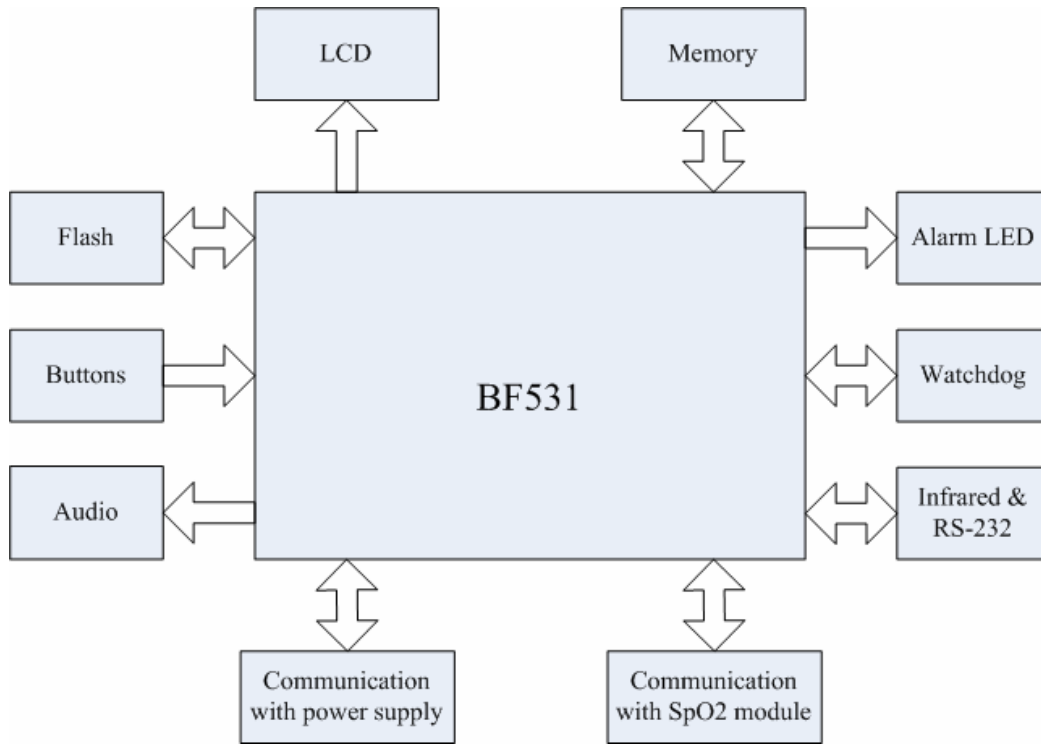 LCD
Memory
Flash
Alarm LED
Buttons
BF531
Watchdog
Audio
Infrared &
RS-232
Communication
with power supply
Communication
with SpO2 module